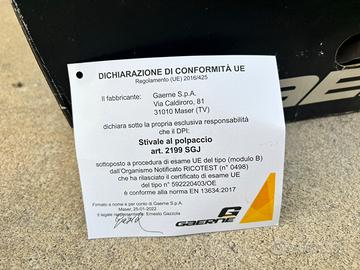 DICHIARAZIONE DI CONFORMITÀ UE
Regolamento (UE) 2016/425
Il fabbricante:
Gaerne S.p.A.
Via Caldiroro, 81
31010 Maser (TV)
dichiara sotto la propria esclusiva responsabilità
che il DPI:
Stivale al polpaccio
art. 2199 SGJ
sottoposto a procedura di esame UE del tipo (modulo B)
dall'Organismo Notificato RICOTEST (n° 0498)
che ha rilasciato il certificato di esame UE
del tipo n° 592220403/OE
è conforme alla norma EN 13634:2017
Firmato a nome e per conto di Gaerne S.p.A.
Maser, 25-01-2022
Il legale rappresentante: Ernesto Gazzola
GAERNE